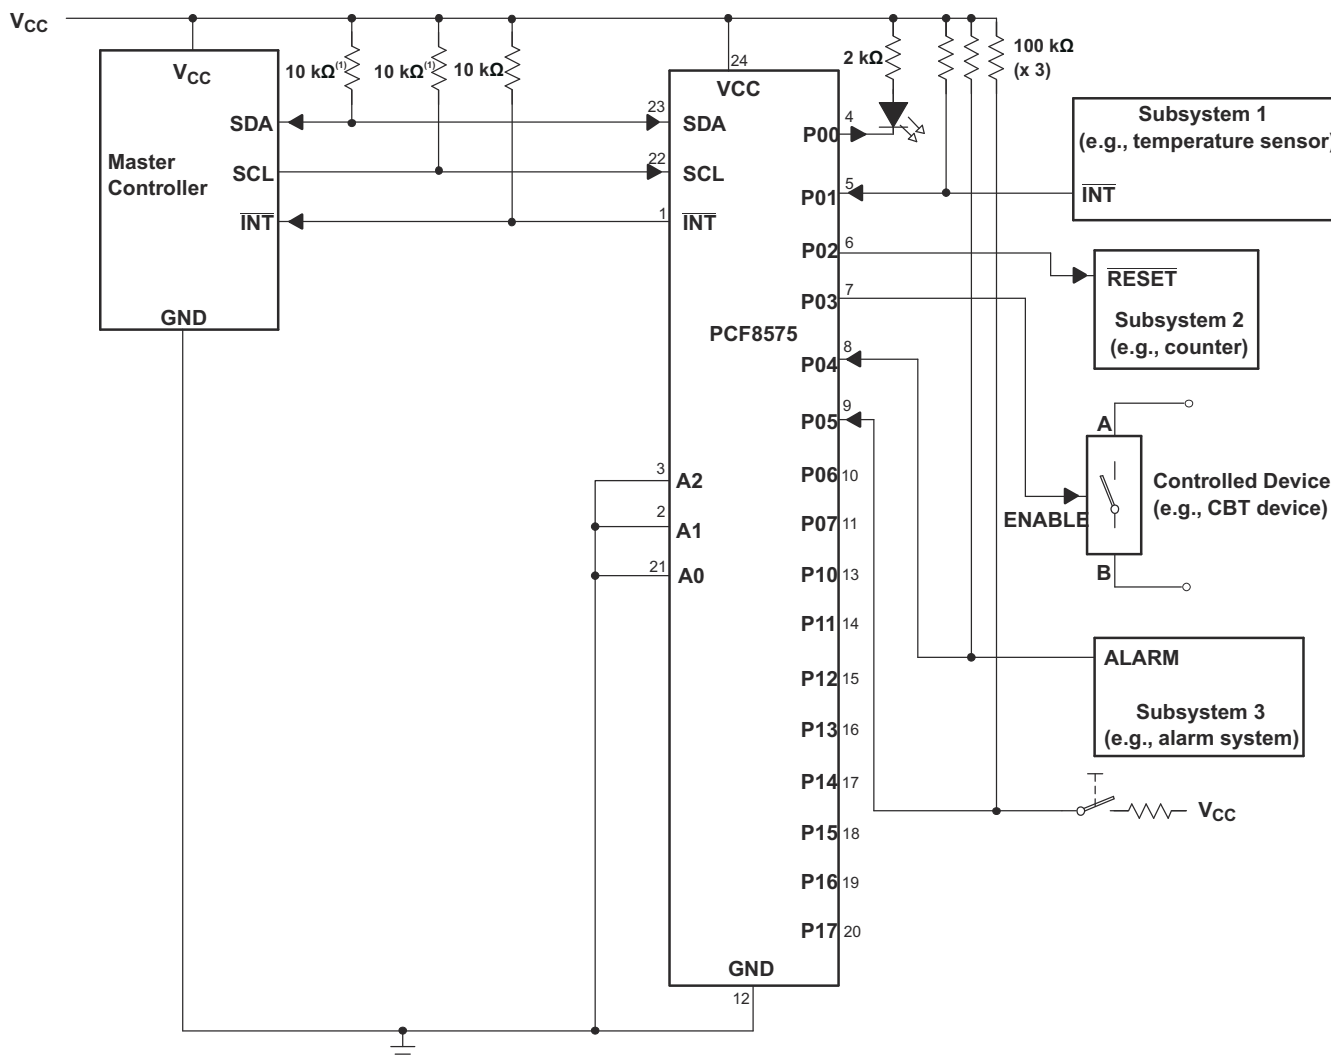 VCC
VCC
10 kΩ(1)
10 kΩ(1)
10 kΩ
24
VCC
2 kΩ
100 kΩ
(x 3)
SDA
23
SDA
4
P00
Subsystem 1
(e.g., temperature sensor)
INT
Master
Controller
SCL
22
SCL
5
P01
INT
1
INT
6
P02
RESET
Subsystem 2
(e.g., counter)
7
P03
GND
PCF8575
8
P04
9
P05
A
3
A2
P06
10
Controlled Device
(e.g., CBT device)
ENABLE
2
A1
P07
11
B
21
A0
P10
13
P11
14
ALARM
Subsystem 3
(e.g., alarm system)
P12
15
P13
16
P14
17
VCC
P15
18
P16
19
P17
20
GND
12